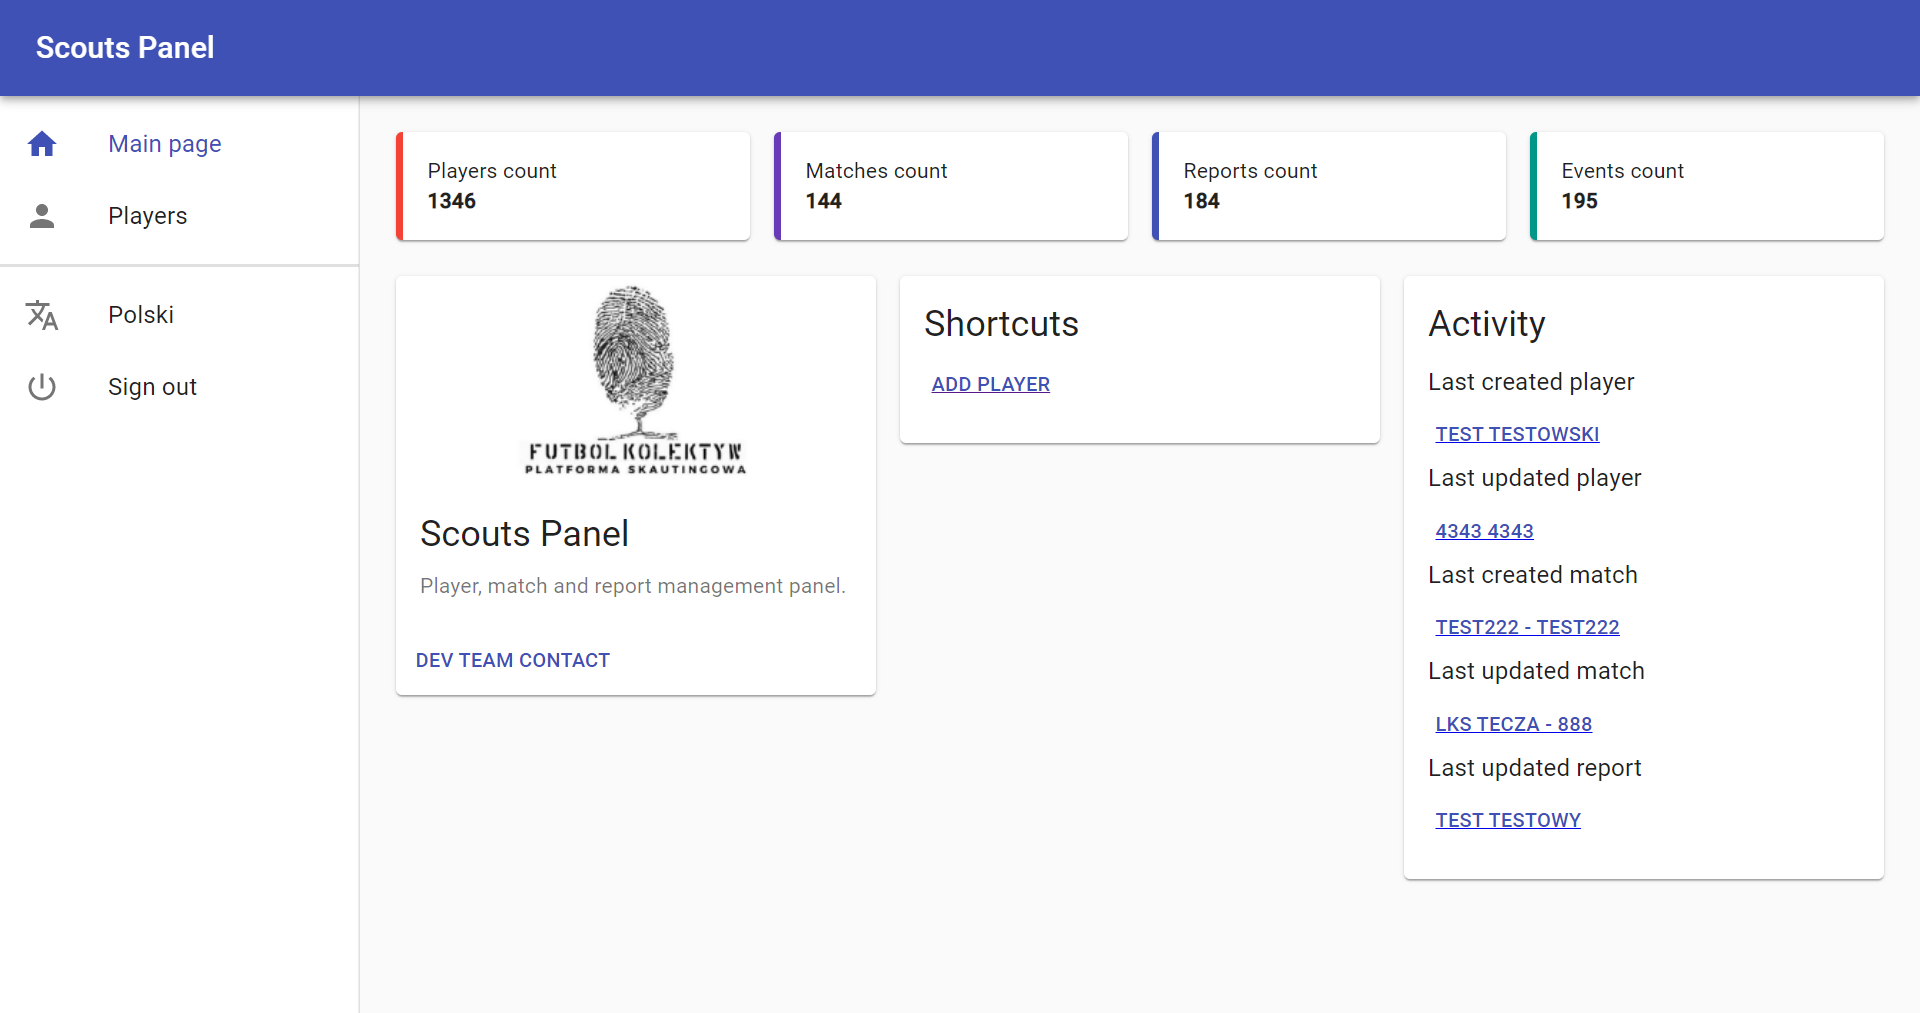 Scouts Panel
Main page
Players
Polski
Sign out
Players count
1346
Matches count
144
Reports count
184
Events count
195
FUTBOL KOLEKTYW
PLATFORMA SKAUTINGOWA
Scouts Panel
Player, match and report management panel.
DEV TEAM CONTACT
Shortcuts
ADD PLAYER
Activity
Last created player
TEST TESTOWSKI
Last updated player
4343 4343
Last created match
TEST222 - TEST222
Last updated match
LKS TECZA - 888
Last updated report
TEST TESTOWY